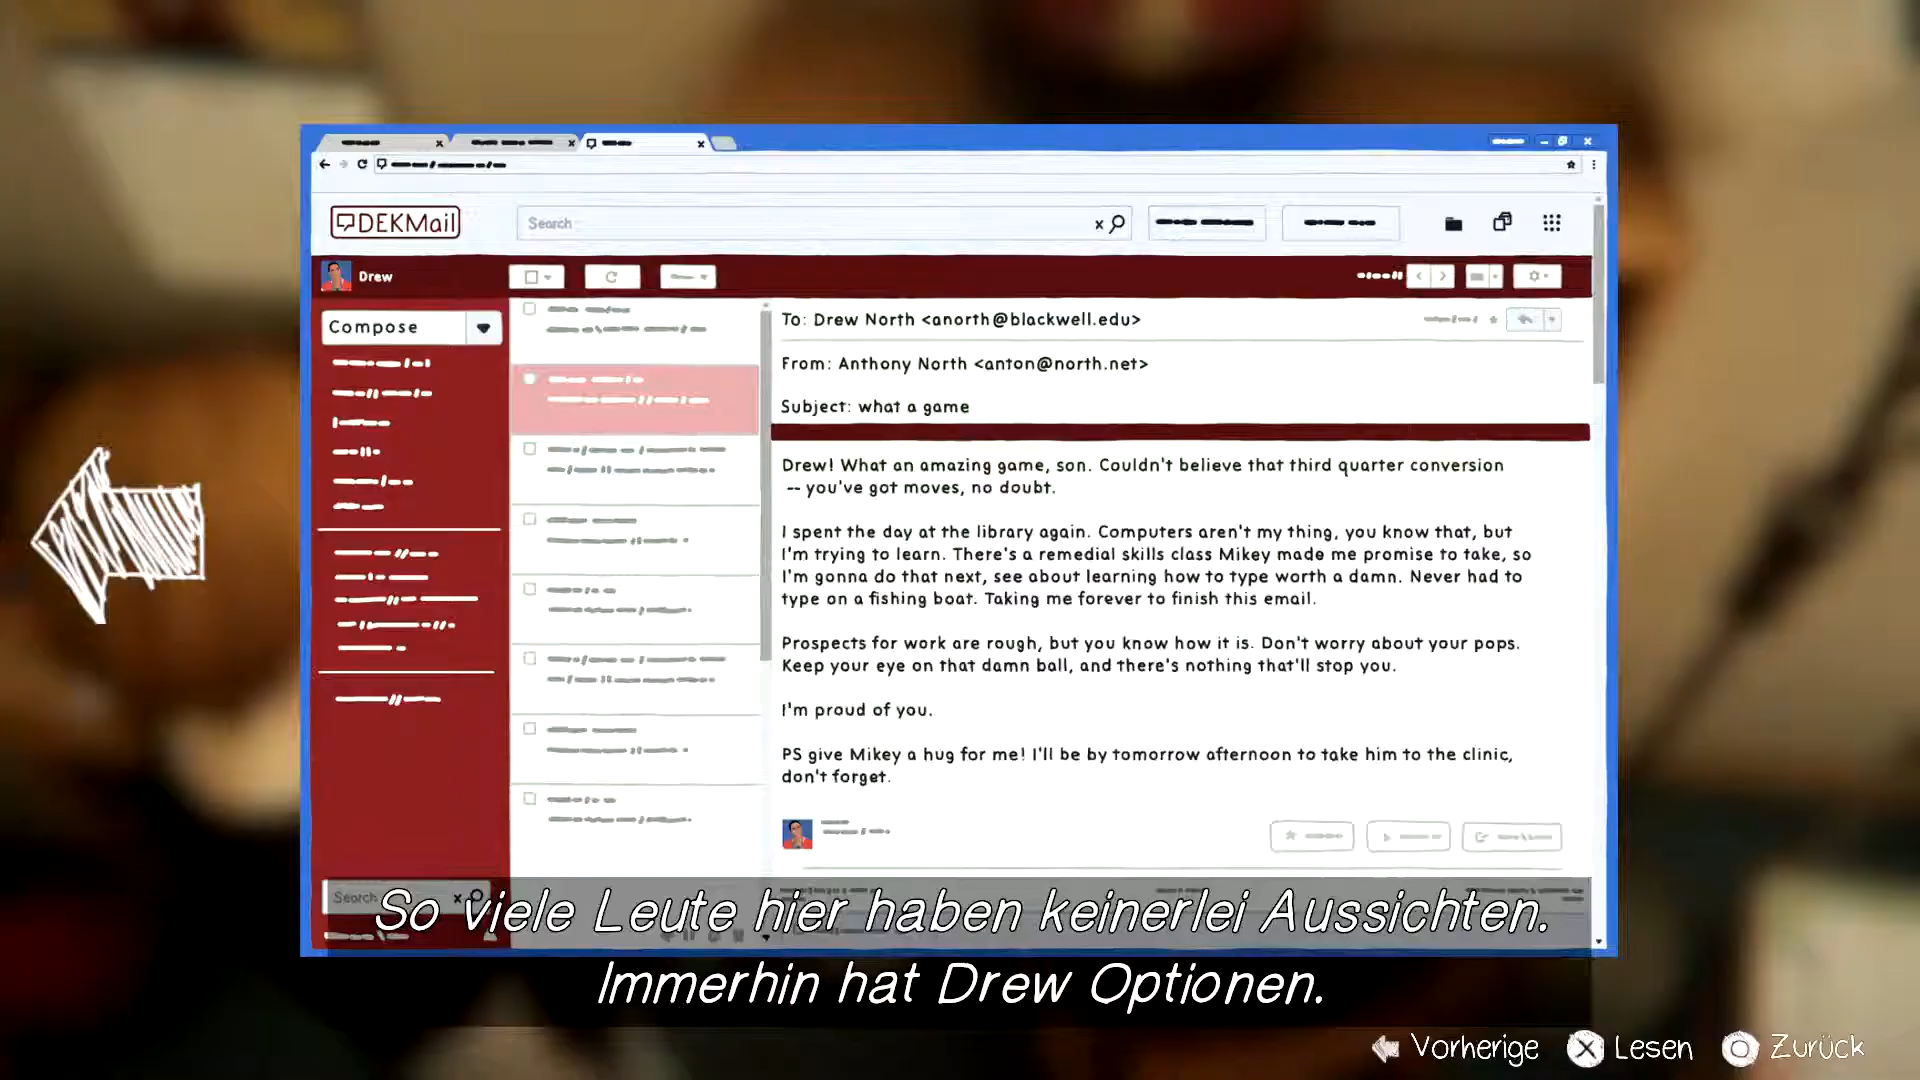 DEKMail
Search
Drew
Compose
To: Drew North <anorth@blackwell.edu>
From: Anthony North <anton@north.net>
Subject: what a game
Drew! What an amazing game, son. Couldn't believe that third quarter conversion
-- you've got moves, no doubt.
I spent the day at the library again. Computers aren't my thing, you know that, but
I'm trying to learn. There's a remedial skills class Mikey made me promise to take, so
I'm gonna do that next, see about learning how to type worth a damn. Never had to
type on a fishing boat. Taking me forever to finish this email.
Prospects for work are rough, but you know how it is. Don't worry about your pops.
Keep your eye on that damn ball, and there's nothing that'll stop you.
I'm proud of you.
PS give Mikey a hug for me! I'll be by tomorrow afternoon to take him to the clinic,
don't forget.
Search
So viele Leute hier haben keinerlei Aussichten.
Immerhin hat Drew Optionen.
Vorherige
Lesen
Zurück